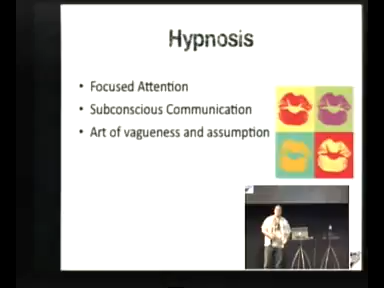 Hypnosis
• Focused Attention
• Subconscious Communication
• Art of vagueness and assumption